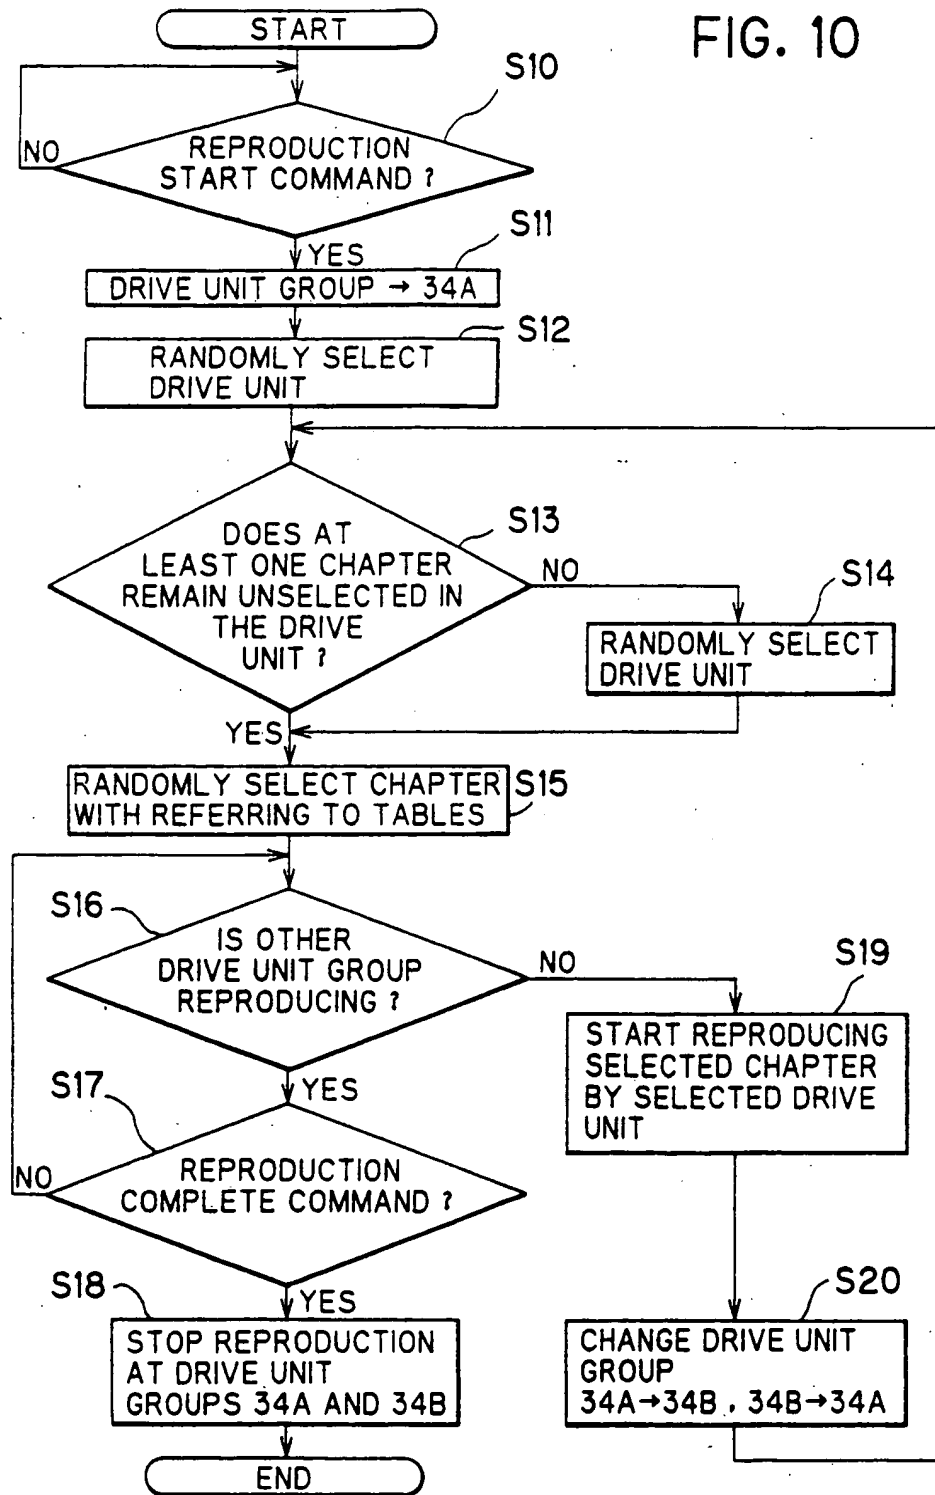 FIG. 10
START
S10
REPRODUCTION
START COMMAND ?
NO
YES
S11
DRIVE UNIT GROUP → 34A
S12
RANDOMLY SELECT
DRIVE UNIT
S13
DOES AT
LEAST ONE CHAPTER
REMAIN UNSELECTED IN
THE DRIVE
UNIT ?
NO
S14
RANDOMLY SELECT
DRIVE UNIT
YES
S15
RANDOMLY SELECT CHAPTER
WITH REFERRING TO TABLES
S16
IS OTHER
DRIVE UNIT GROUP
REPRODUCING ?
NO
S19
START REPRODUCING
SELECTED CHAPTER
BY SELECTED DRIVE
UNIT
YES
S17
REPRODUCTION
COMPLETE COMMAND ?
NO
YES
S18
STOP REPRODUCTION
AT DRIVE UNIT
GROUPS 34A AND 34B
S20
CHANGE DRIVE UNIT
GROUP
34A→34B , 34B→34A
END